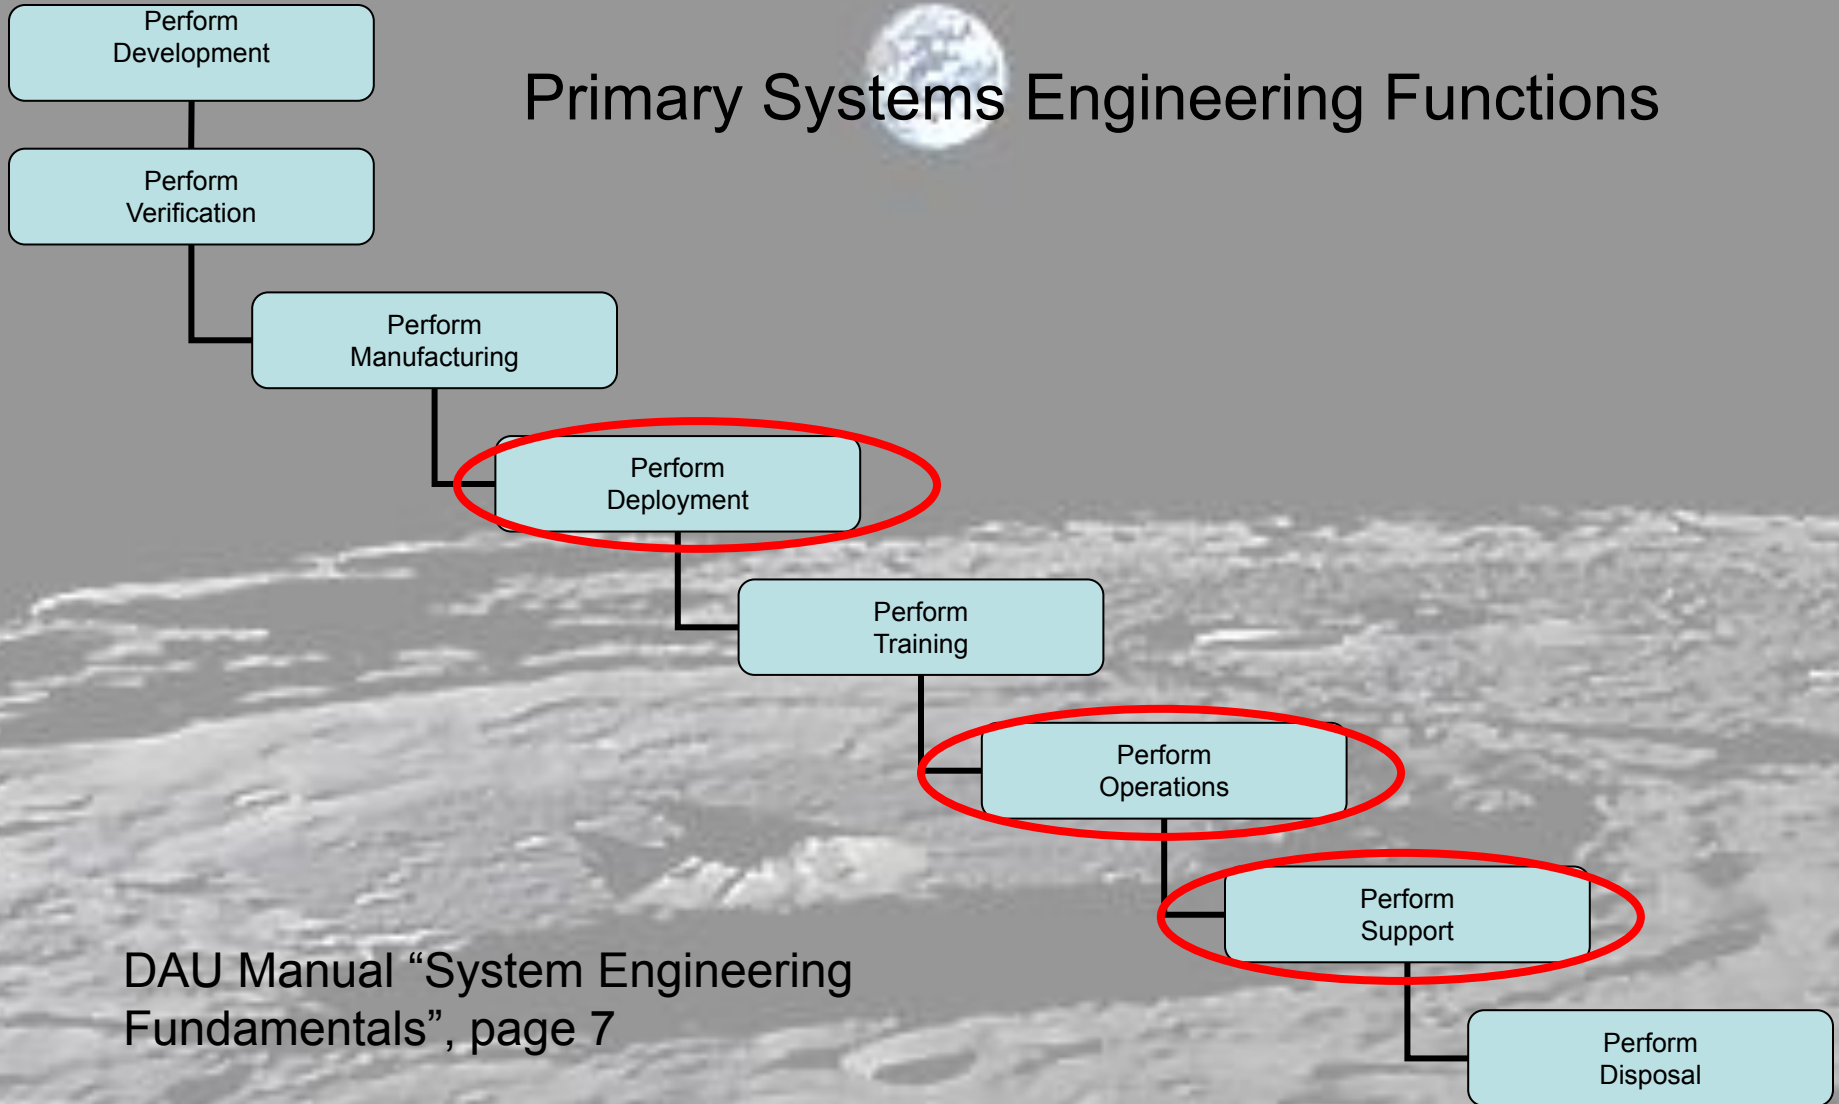 Perform
Development
Primary Systems Engineering Functions
Perform
Verification
Perform
Manufacturing
Perform
Deployment
Perform
Training
Perform
Operations
Perform
Support
DAU Manual “System Engineering
Fundamentals”, page 7
Perform
Disposal